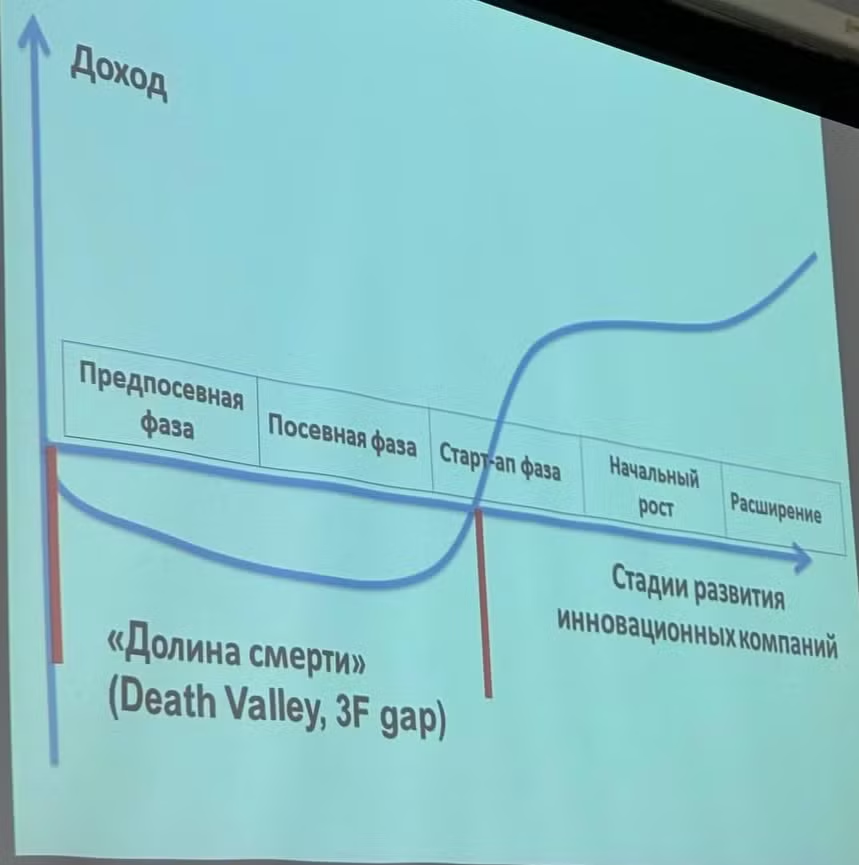 Доход
Предпосевная
фаза
Посевная фаза
Старт-ап фаза
Начальный
рост
Расширение
Стадии развития
инновационных компаний
«Долина смерти»
(Death Valley, 3F gap)